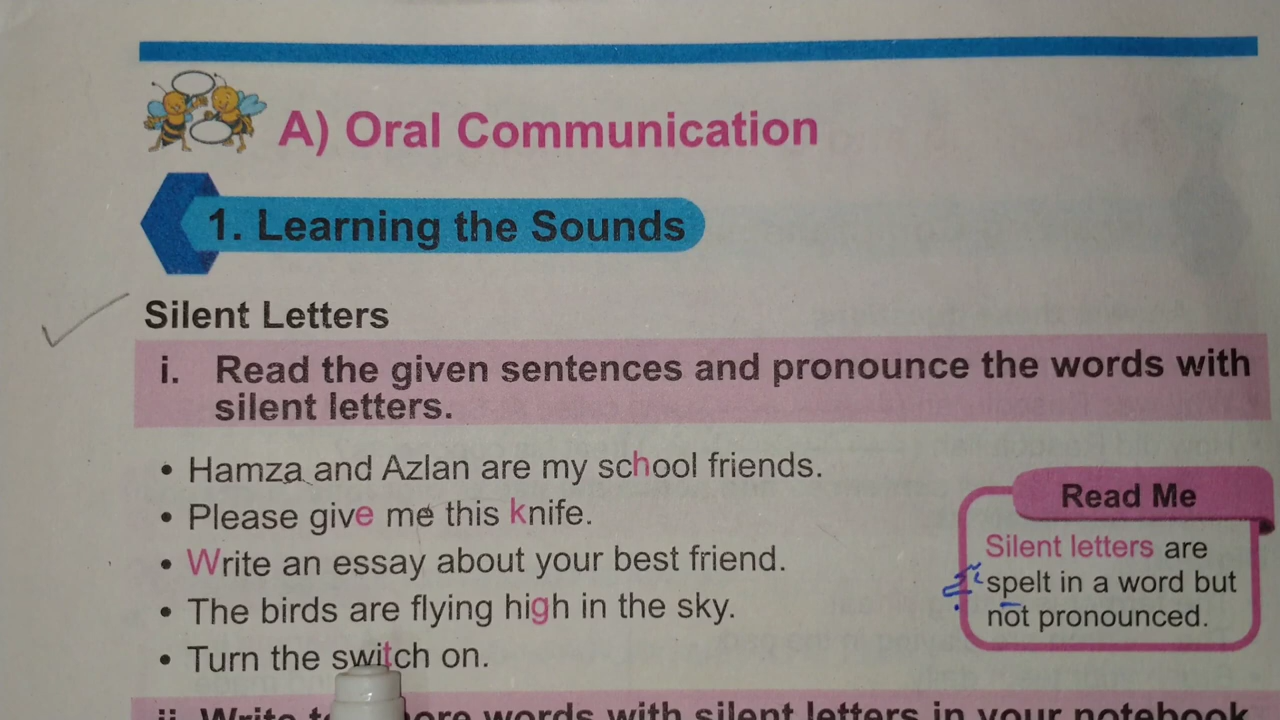 A) Oral Communication
1. Learning the Sounds
Silent Letters
i. Read the given sentences and pronounce the words with
silent letters.
• Hamza and Azlan are my school friends.
• Please give me this knife.
• Write an essay about your best friend.
• The birds are flying high in the sky.
• Turn the switch on.
Read Me
Silent letters are
spelt in a word but
not pronounced.
ii. Write words with silent letters in your notebook